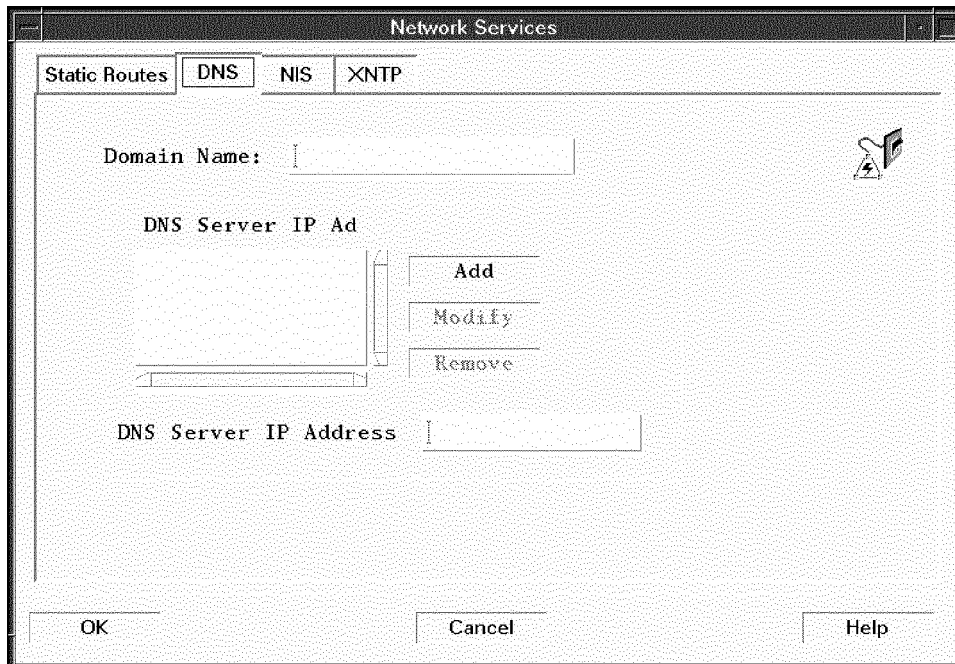 Network Services
Static Routes DNS NIS XNTP
Domain Name:
DNS Server IP Ad
Add
Modify
Remove
DNS Server IP Address
OK Cancel Help